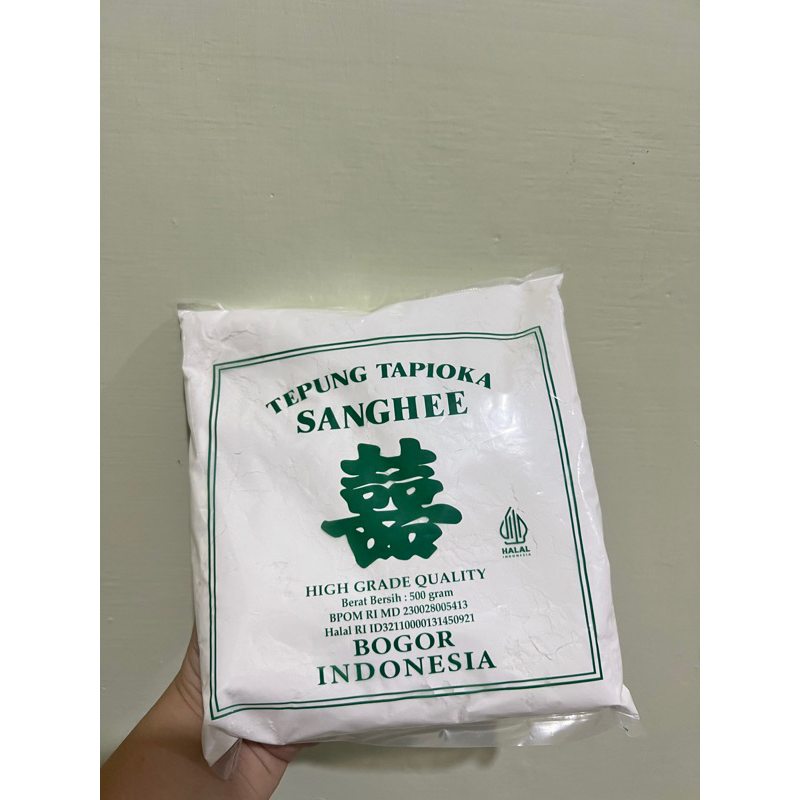 TEPUNG TAPIOKA
SANGHEE
囍
HALAL
INDONESIA
HIGH GRADE QUALITY
Berat Bersih : 500 gram
BPOM RI MD 230028005413
Halal RI ID32110000131450921
BOGOR
INDONESIA